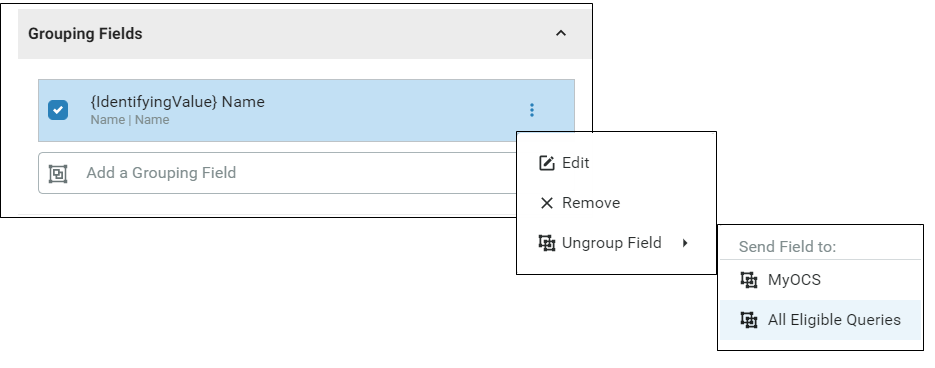 Grouping Fields
{IdentifyingValue} Name
Name | Name
Add a Grouping Field
Edit
Remove
Ungroup Field
Send Field to:
MyOCS
All Eligible Queries